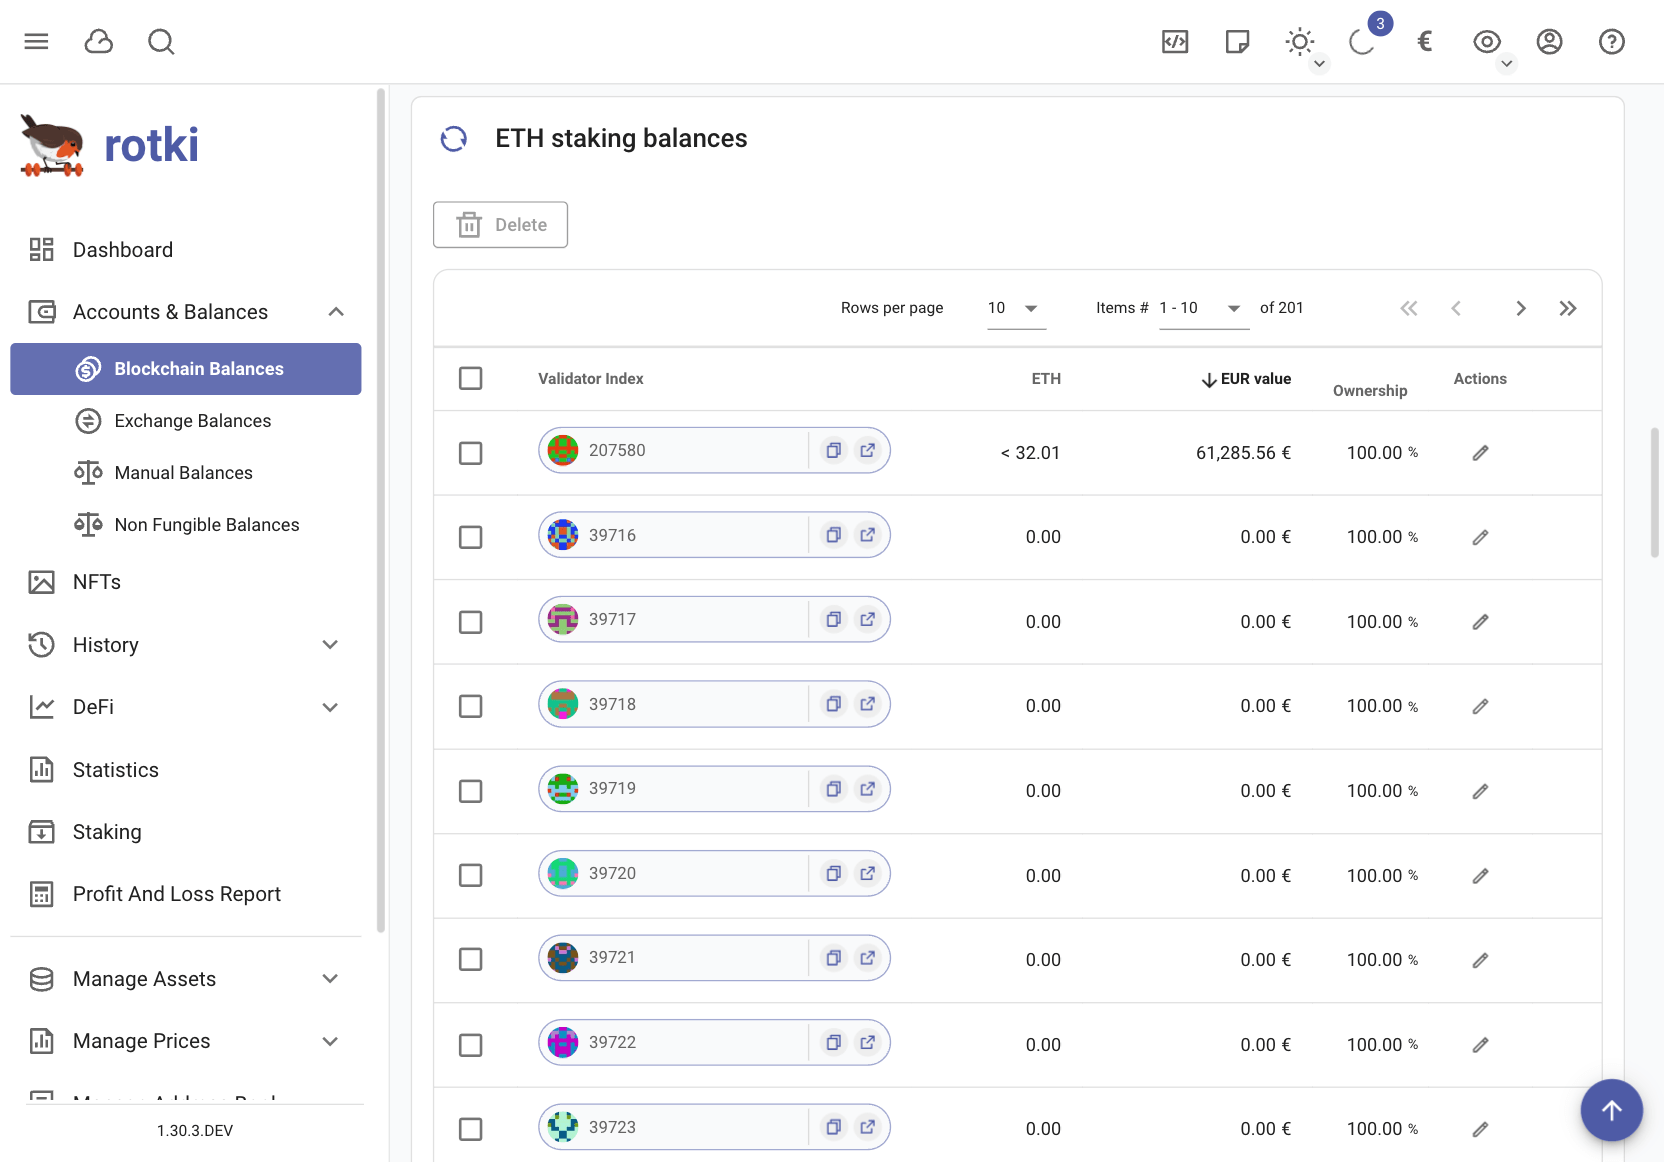 3
€
rotki
Dashboard
Accounts & Balances
Blockchain Balances
Exchange Balances
Manual Balances
Non Fungible Balances
NFTs
History
DeFi
Statistics
Staking
Profit And Loss Report
Manage Assets
Manage Prices
1.30.3.DEV
ETH staking balances
Delete
Rows per page 10 Items # 1 - 10 of 201
Validator Index ETH EUR value Ownership Actions
207580 < 32.01 61,285.56 € 100.00 %
39716 0.00 0.00 € 100.00 %
39717 0.00 0.00 € 100.00 %
39718 0.00 0.00 € 100.00 %
39719 0.00 0.00 € 100.00 %
39720 0.00 0.00 € 100.00 %
39721 0.00 0.00 € 100.00 %
39722 0.00 0.00 € 100.00 %
39723 0.00 0.00 € 100.00 %